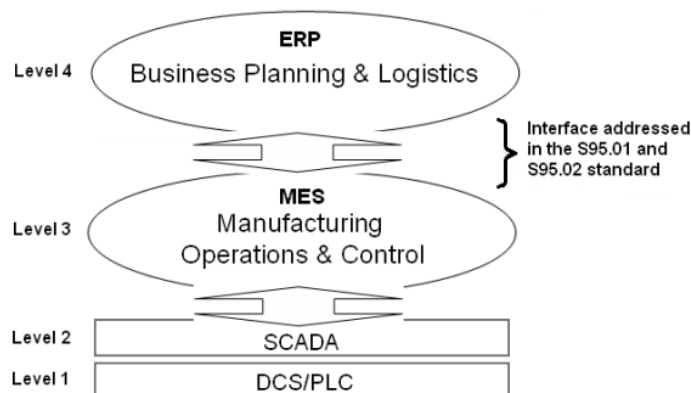 ERP
Level 4
Business Planning & Logistics
Interface addressed
in the S95.01 and
S95.02 standard
MES
Level 3
Manufacturing
Operations & Control
Level 2
SCADA
Level 1
DCS/PLC